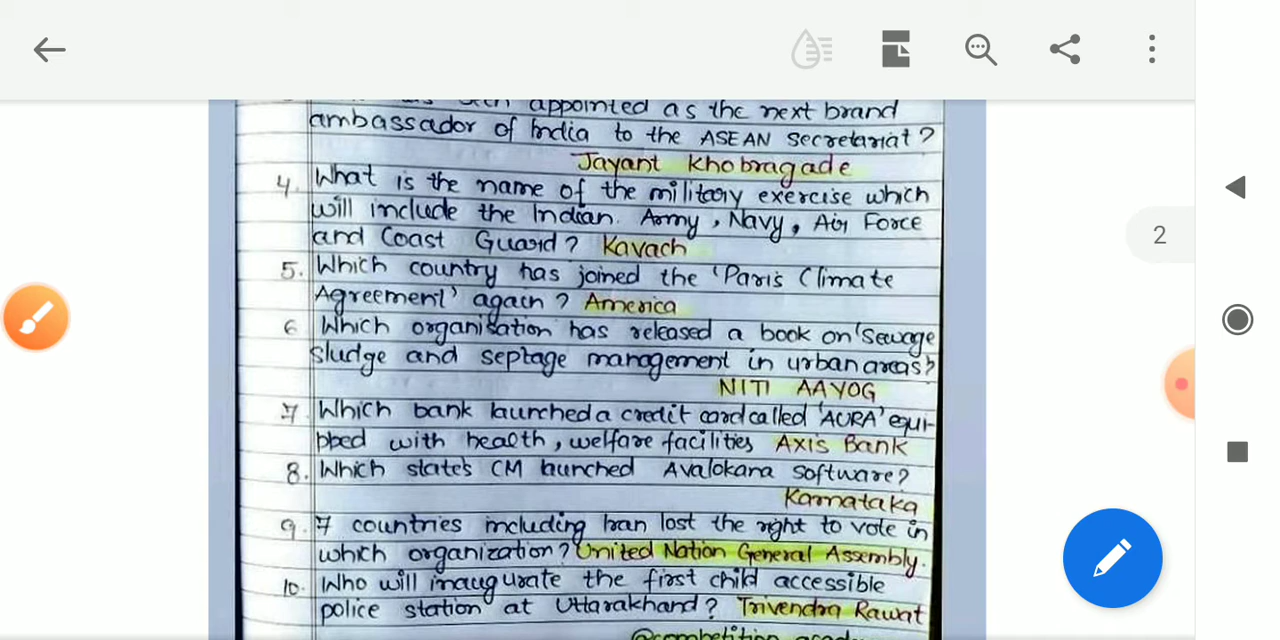 appointed as the next brand
ambassador of India to the ASEAN secretariat?
Jayant Khobragade
4. What is the name of the military exercise which
will include the Indian. Army, Navy, Air Force
and Coast Guard? Kavach
2
5. Which country has joined the 'Paris Climate
Agreement' again? America
6 Which organisation has released a book on 'Sewage
sludge and septage management in urban areas?
NITI AAYOG
7 Which bank launched a credit card called 'AURA' equi-
pped with health, welfare facilities Axis Bank
8. Which state's CM launched Avalokana software?
Karnataka
9. 7 countries including Iran lost the right to vote in
which organization? United Nation General Assembly.
10. Who will inaugurate the first child accessible
police station at Uttarakhand? Trivendra Rawat